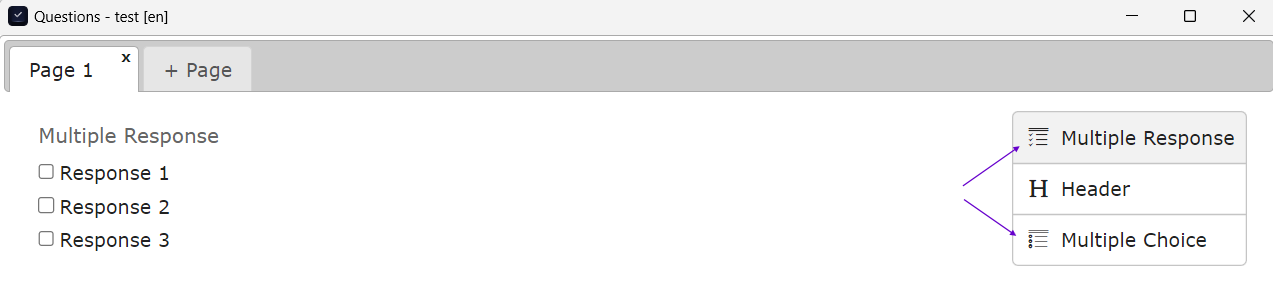 Questions - test [en]
Page 1 x
+ Page
Multiple Response
Response 1
Response 2
Response 3
Multiple Response
H Header
Multiple Choice